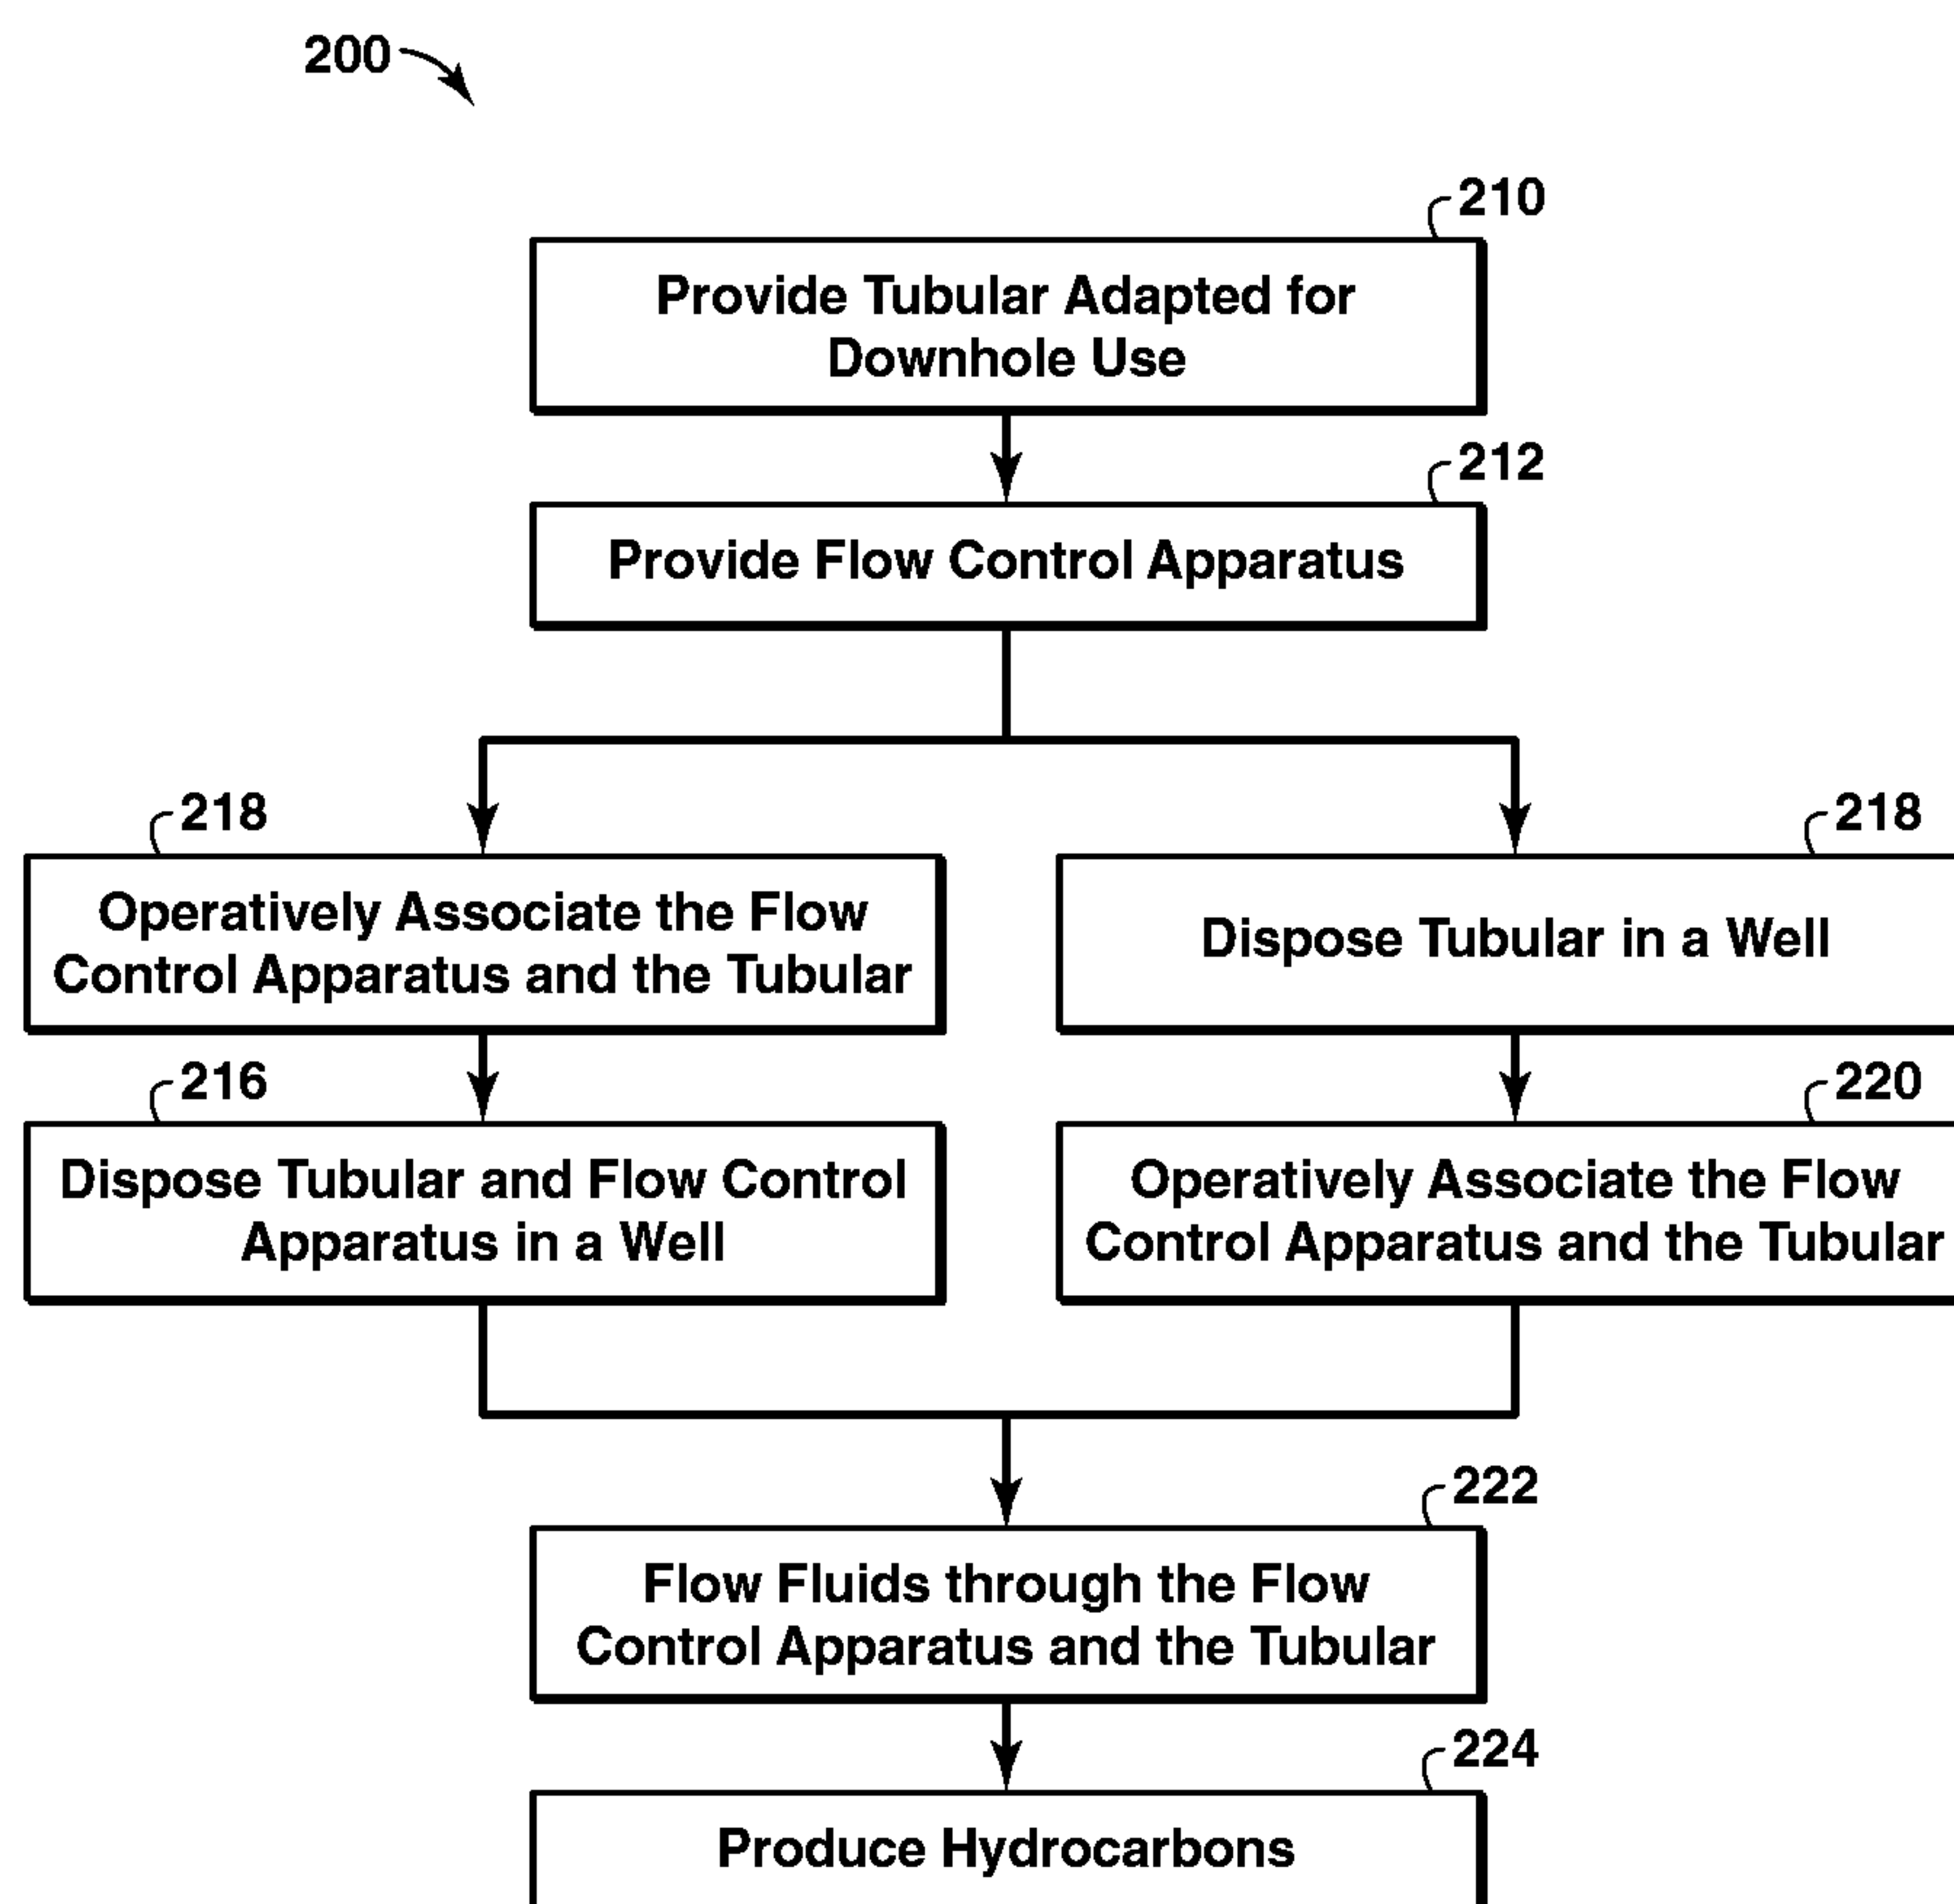 200
210
Provide Tubular Adapted for
Downhole Use
212
Provide Flow Control Apparatus
218
Operatively Associate the Flow
Control Apparatus and the Tubular
218
Dispose Tubular in a Well
216
Dispose Tubular and Flow Control
Apparatus in a Well
220
Operatively Associate the Flow
Control Apparatus and the Tubular
222
Flow Fluids through the Flow
Control Apparatus and the Tubular
224
Produce Hydrocarbons